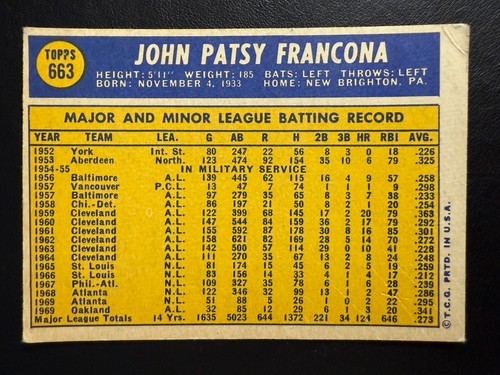 TOPPS
663
JOHN PATSY FRANCONA
HEIGHT: 5'11" WEIGHT: 185 BATS: LEFT THROWS: LEFT
BORN: NOVEMBER 4, 1933 HOME: NEW BRIGHTON, PA.
MAJOR AND MINOR LEAGUE BATTING RECORD
YEAR TEAM LEA. G AB R H 2B 3B HR RBI AVG.
1952 York Int. St. 80 247 22 56 8 3 0 18 .226
1953 Aberdeen North. 123 474 92 154 35 10 6 79 .325
1954-55 IN MILITARY SERVICE
1956 Baltimore A.L. 139 445 62 115 16 4 9 57 .258
1957 Vancouver P.C.L. 13 47 7 14 1 1 1 9 .298
1957 Baltimore A.L. 97 279 35 65 8 3 7 38 .233
1958 Chi.-Det. A.L. 86 197 21 50 8 2 1 20 .254
1959 Cleveland A.L. 122 399 68 145 17 2 20 79 .363
1960 Cleveland A.L. 147 544 84 159 36 2 17 79 .292
1961 Cleveland A.L. 155 592 87 178 30 8 16 85 .301
1962 Cleveland A.L. 158 621 82 169 28 5 14 70 .272
1963 Cleveland A.L. 142 500 57 114 29 0 10 41 .228
1964 Cleveland A.L. 111 270 35 67 13 2 8 24 .248
1965 St. Louis N.L. 81 174 15 45 6 2 5 19 .259
1966 St. Louis N.L. 83 156 14 33 4 1 4 17 .212
1967 Phil.-Atl. N.L. 109 327 35 78 6 1 6 28 .239
1968 Atlanta N.L. 122 346 32 99 13 1 2 47 .286
1969 Atlanta N.L. 51 88 5 26 1 0 2 22 .295
1969 Oakland A.L. 32 85 12 29 6 1 3 20 .341
Major League Totals 14 Yrs. 1635 5023 644 1372 221 34 124 646 .273
© T.C.G. PRTD. IN U.S.A.